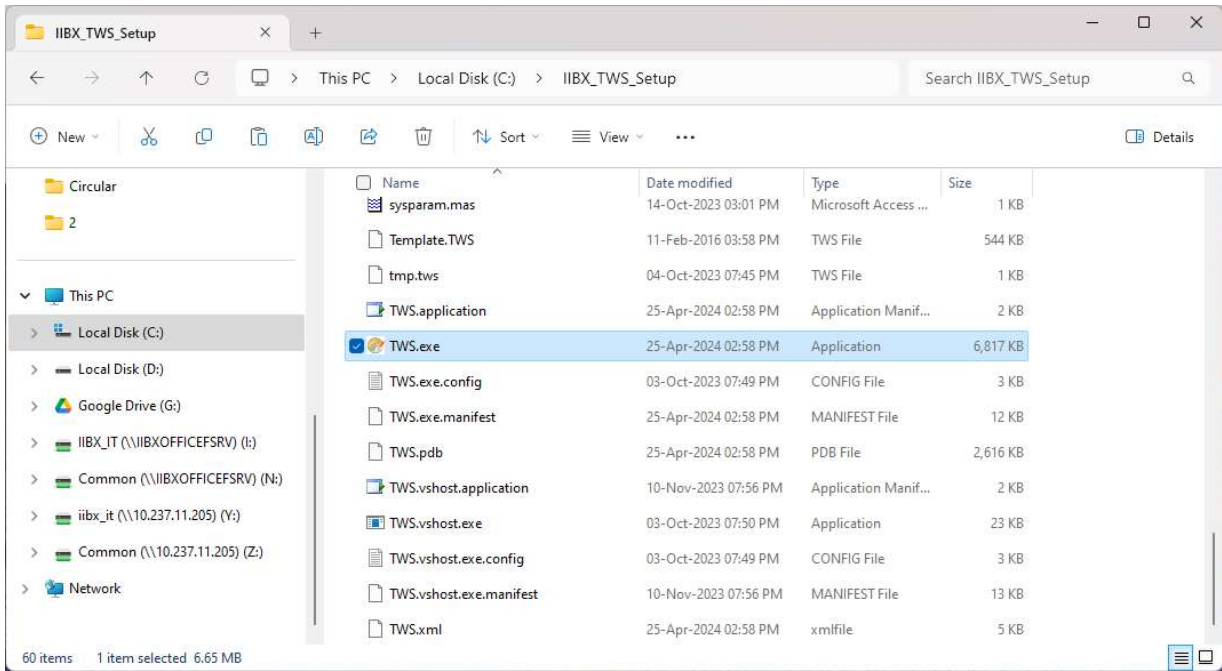 IIBX_TWS_Setup
This PC > Local Disk (C:) > IIBX_TWS_Setup
Search IIBX_TWS_Setup
New
Sort
View
Details
Circular
2
This PC
Local Disk (C:)
Local Disk (D:)
Google Drive (G:)
IIBX_IT (\\IIBXOFFICEFSRV) (I:)
Common (\\IIBXOFFICEFSRV) (N:)
iibx_it (\\10.237.11.205) (Y:)
Common (\\10.237.11.205) (Z:)
Network
Name Date modified Type Size
sysparam.mas 14-Oct-2023 03:01 PM Microsoft Access ... 1 KB
Template.TWS 11-Feb-2016 03:58 PM TWS File 544 KB
tmp.tws 04-Oct-2023 07:45 PM TWS File 1 KB
TWS.application 25-Apr-2024 02:58 PM Application Manif... 2 KB
TWS.exe 25-Apr-2024 02:58 PM Application 6,817 KB
TWS.exe.config 03-Oct-2023 07:49 PM CONFIG File 3 KB
TWS.exe.manifest 25-Apr-2024 02:58 PM MANIFEST File 12 KB
TWS.pdb 25-Apr-2024 02:58 PM PDB File 2,616 KB
TWS.vshost.application 10-Nov-2023 07:56 PM Application Manif... 2 KB
TWS.vshost.exe 03-Oct-2023 07:50 PM Application 23 KB
TWS.vshost.exe.config 03-Oct-2023 07:49 PM CONFIG File 3 KB
TWS.vshost.exe.manifest 10-Nov-2023 07:56 PM MANIFEST File 13 KB
TWS.xml 25-Apr-2024 02:58 PM xmlfile 5 KB
60 items 1 item selected 6.65 MB